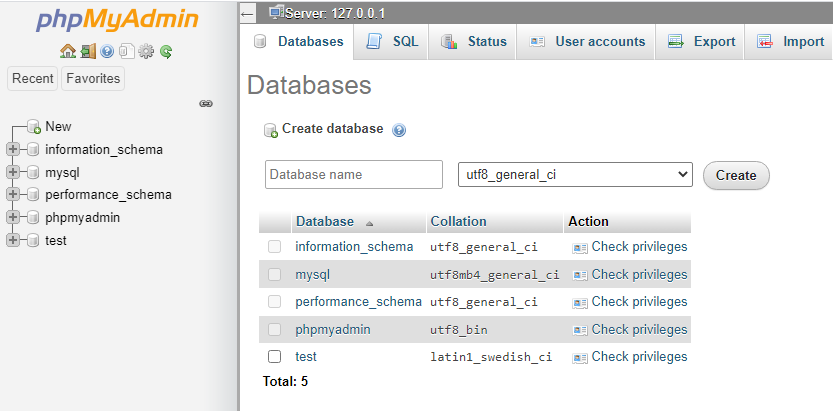 phpMyAdmin
Recent Favorites
New
information_schema
mysql
performance_schema
phpmyadmin
test
Server: 127.0.0.1
Databases SQL Status User accounts Export Import
Databases
Create database
Database name utf8_general_ci Create
Database Collation Action
information_schema utf8_general_ci Check privileges
mysql utf8mb4_general_ci Check privileges
performance_schema utf8_general_ci Check privileges
phpmyadmin utf8_bin Check privileges
test latin1_swedish_ci Check privileges
Total: 5